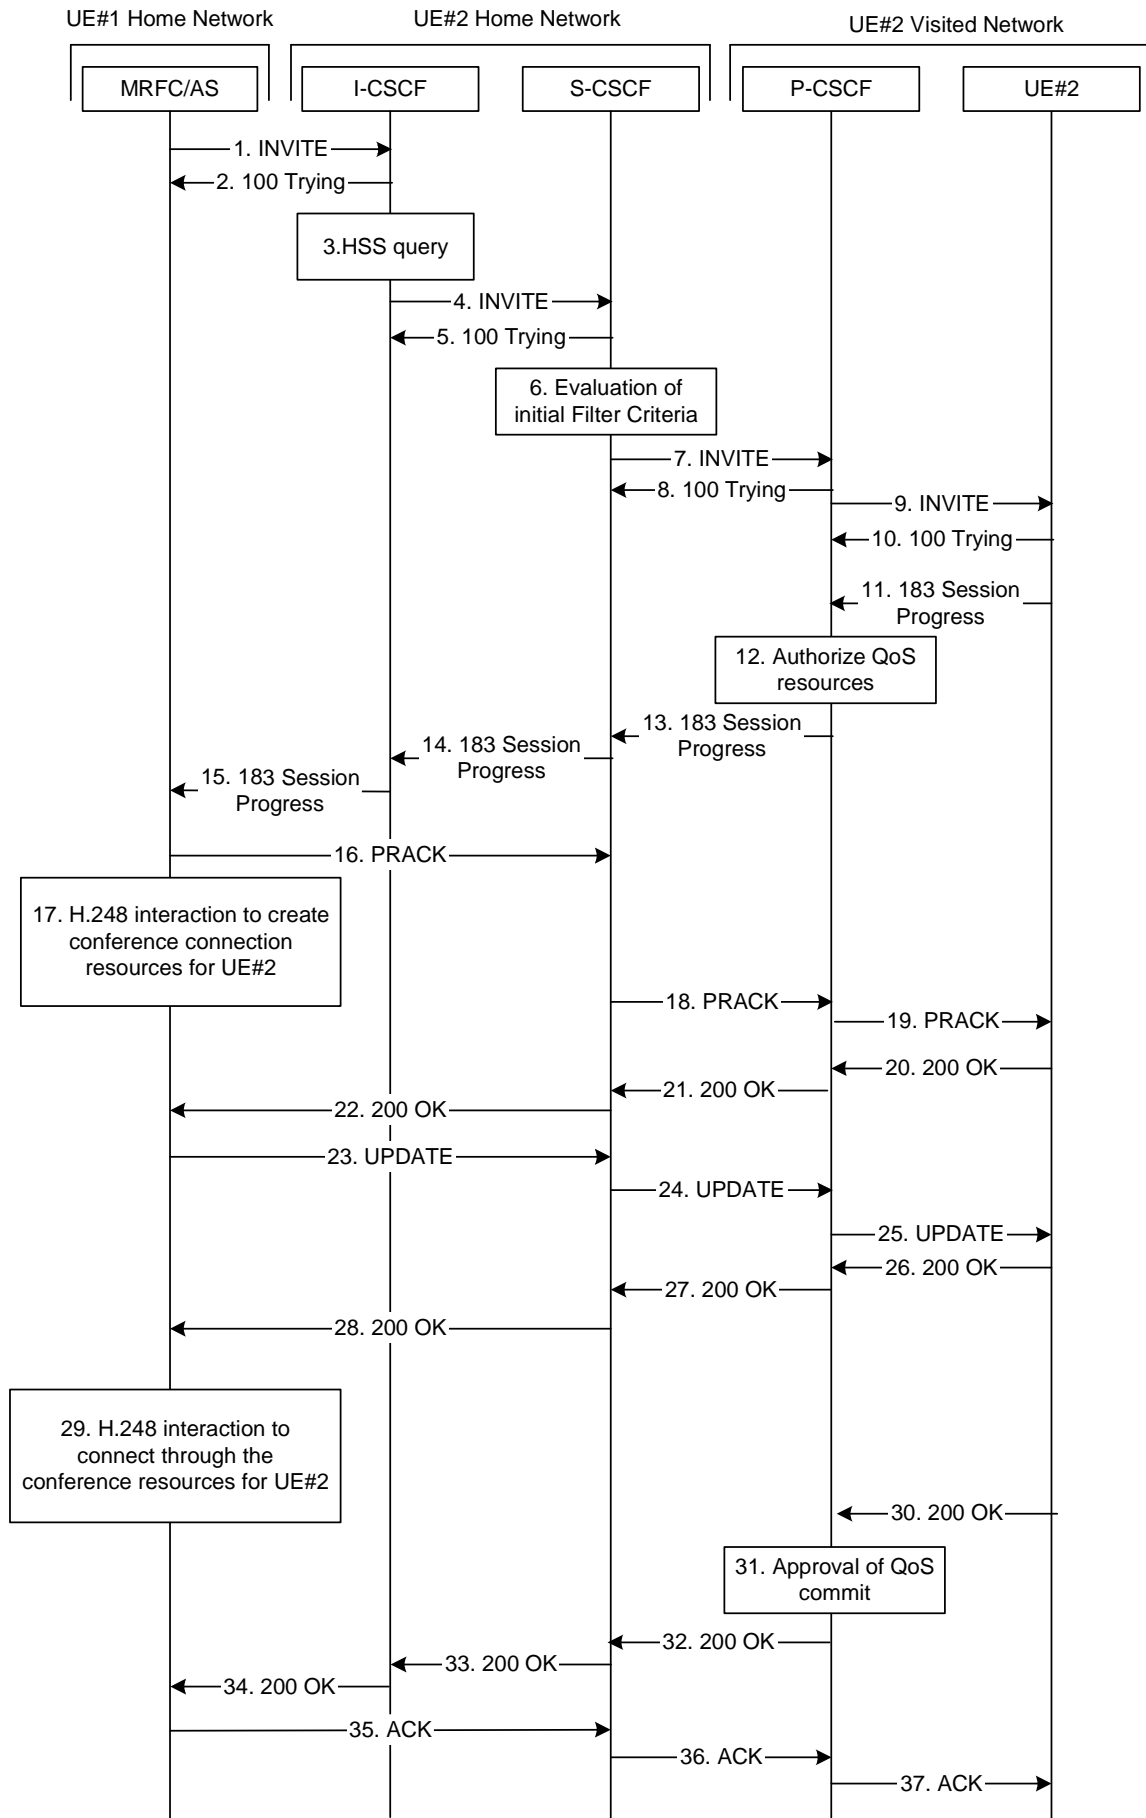 UE#1 Home Network
UE#2 Home Network
UE#2 Visited Network
MRFC/AS
I-CSCF
S-CSCF
P-CSCF
UE#2
1. INVITE
2. 100 Trying
3.HSS query
4. INVITE
5. 100 Trying
6. Evaluation of
initial Filter Criteria
7. INVITE
8. 100 Trying
9. INVITE
10. 100 Trying
11. 183 Session
Progress
12. Authorize QoS
resources
13. 183 Session
Progress
14. 183 Session
Progress
15. 183 Session
Progress
16. PRACK
17. H.248 interaction to create
conference connection
resources for UE#2
18. PRACK
19. PRACK
20. 200 OK
21. 200 OK
22. 200 OK
23. UPDATE
24. UPDATE
25. UPDATE
26. 200 OK
27. 200 OK
28. 200 OK
29. H.248 interaction to
connect through the
conference resources for UE#2
30. 200 OK
31. Approval of QoS
commit
32. 200 OK
33. 200 OK
34. 200 OK
35. ACK
36. ACK
37. ACK